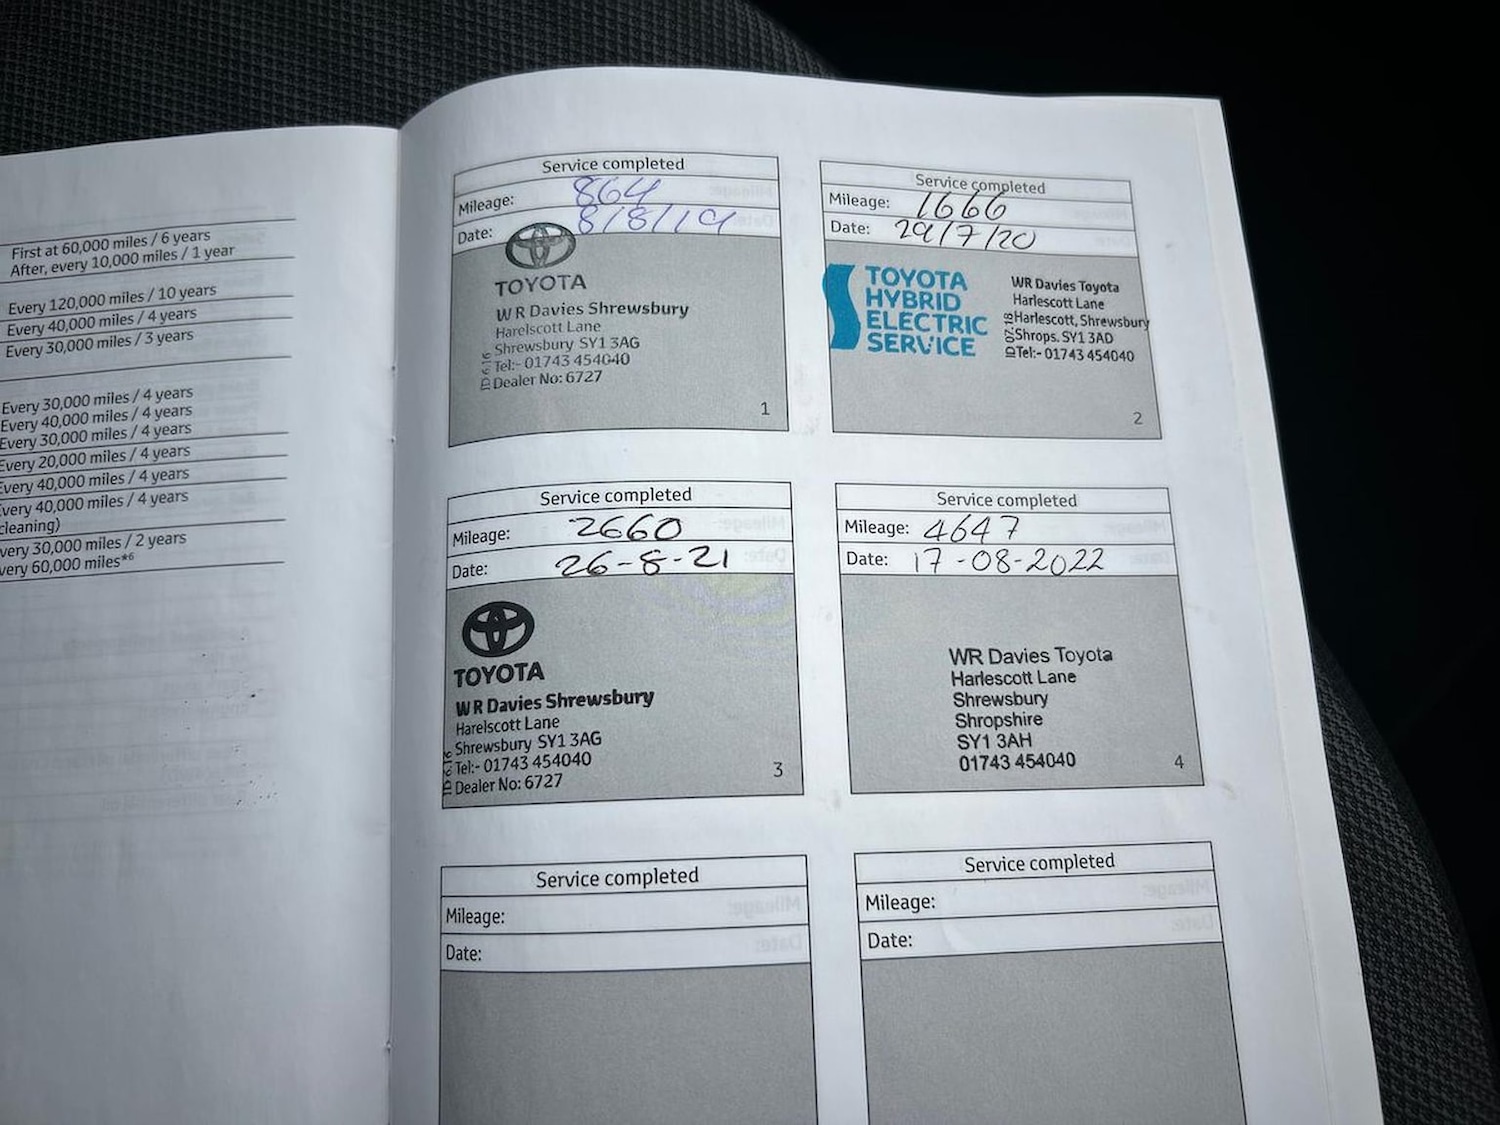 First at 60,000 miles / 6 years
After, every 10,000 miles / 1 year
Every 120,000 miles / 10 years
Every 40,000 miles / 4 years
Every 30,000 miles / 3 years
Every 30,000 miles / 4 years
Every 40,000 miles / 4 years
Every 30,000 miles / 4 years
Every 20,000 miles / 4 years
Every 40,000 miles / 4 years
Every 40,000 miles / 4 years
cleaning)
very 30,000 miles / 2 years
very 60,000 miles*6
Service completed
Mileage: 864
Date: 8/8/19
TOYOTA
WR Davies Shrewsbury
Harelscott Lane
Shrewsbury SY1 3AG
Tel:- 01743 454040
Dealer No: 6727
1
Service completed
Mileage: 1666
Date: 29/7/20
TOYOTA
HYBRID
ELECTRIC
SERVICE
WR Davies Toyota
Harlescott Lane
Harlescott, Shrewsbury
Shrops. SY1 3AD
Tel:- 01743 454040
2
Service completed
Mileage: 2660
Date: 26-8-21
TOYOTA
WR Davies Shrewsbury
Harelscott Lane
Shrewsbury SY1 3AG
Tel:- 01743 454040
Dealer No: 6727
3
Service completed
Mileage: 4647
Date: 17-08-2022
WR Davies Toyota
Harlescott Lane
Shrewsbury
Shropshire
SY1 3AH
01743 454040
4
Service completed
Mileage:
Date:
Service completed
Mileage:
Date: